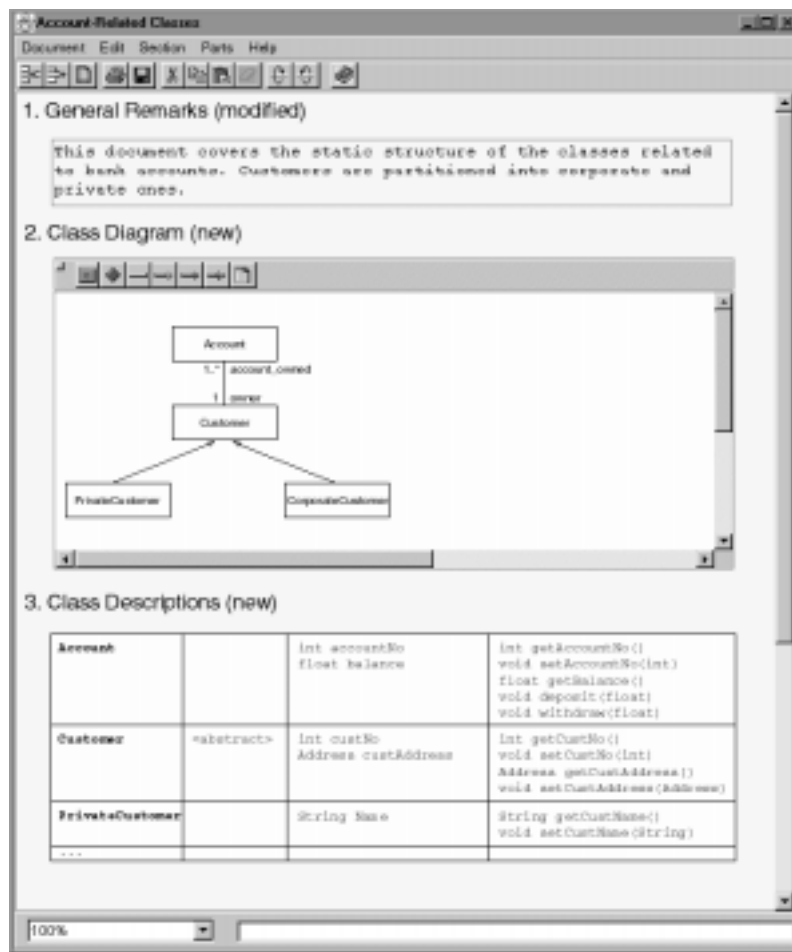 Account-Related Classes
Document Edit Section Parts Help
1. General Remarks (modified)
This document covers the static structure of the classes related
to bank accounts. Customers are partitioned into corporate and
private ones.
2. Class Diagram (new)
Account
1..* account_owned
1 owner
Customer
PrivateCustomer
CorporateCustomer
3. Class Descriptions (new)
Account int accountNo int getAccountNo()
float balance void setAccountNo(int)
float getBalance()
void deposit(float)
void withdraw(float)
Customer <abstract> int custNo int getCustNo()
Address custAddress void setCustNo(int)
Address getCustAddress()
void setCustAddress(Address)
PrivateCustomer String Name String getCustName()
void setCustName(String)
...
100%